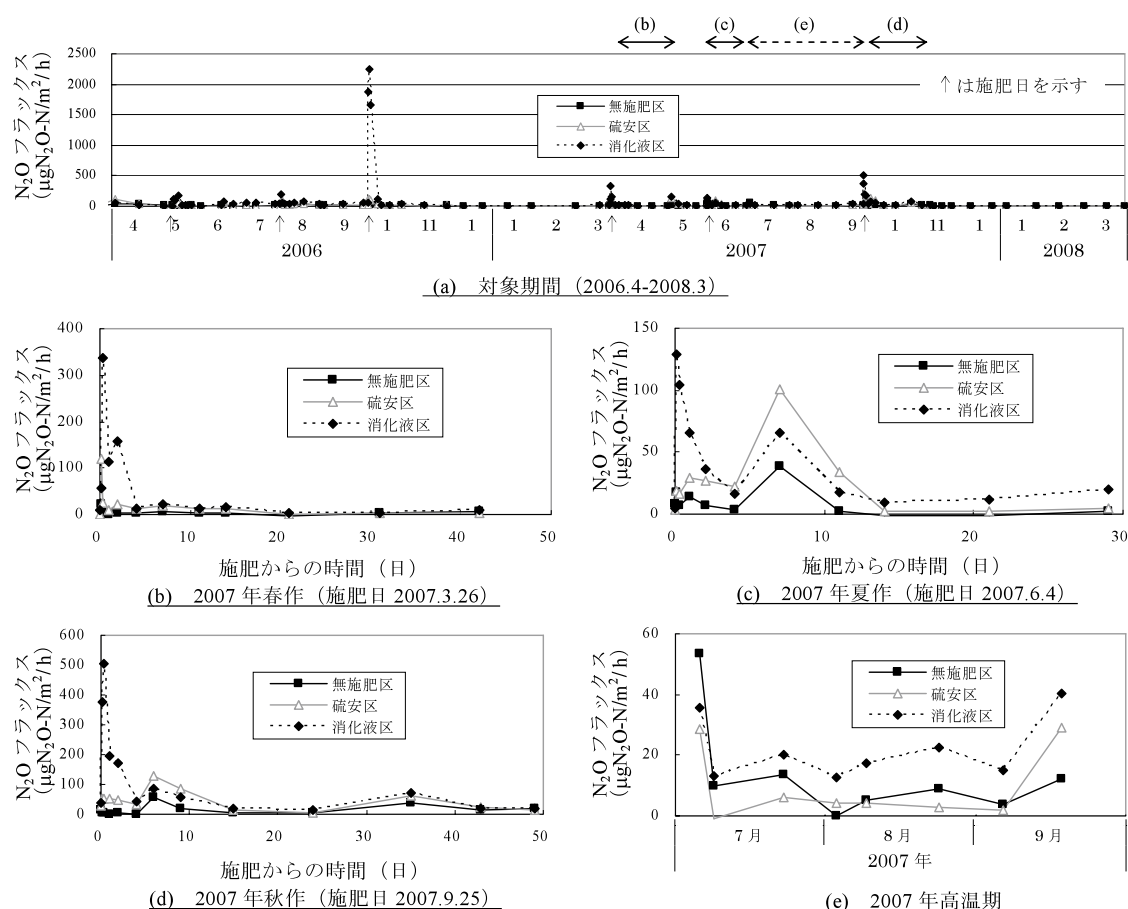 (b) (c) (e) (d)
(a)
N₂O フラックス
(µgN₂O-N/m²/h)
2500
2000
1500
1000
500
0
↑は施肥日を示す
無施肥区
硫安区
消化液区
4 5 6 7 8 9 1 11 1 1 2 3 4 5 6 7 8 9 1 11 1 1 2 3
2006 2007 2008
(a) 対象期間（2006.4-2008.3）
N₂O フラックス
(µgN₂O-N/m²/h)
400
300
200
100
0
無施肥区
硫安区
消化液区
0 10 20 30 40 50
施肥からの時間（日）
(b) 2007 年春作（施肥日 2007.3.26）
N₂O フラックス
(µgN₂O-N/m²/h)
150
100
50
0
無施肥区
硫安区
消化液区
0 10 20 30
施肥からの時間（日）
(c) 2007 年夏作（施肥日 2007.6.4）
N₂O フラックス
(µgN₂O-N/m²/h)
600
500
400
300
200
100
0
無施肥区
硫安区
消化液区
0 10 20 30 40 50
施肥からの時間（日）
(d) 2007 年秋作（施肥日 2007.9.25）
N₂O フラックス
(µgN₂O-N/m²/h)
60
40
20
0
無施肥区
硫安区
消化液区
7 月 8 月 9 月
2007 年
(e) 2007 年高温期